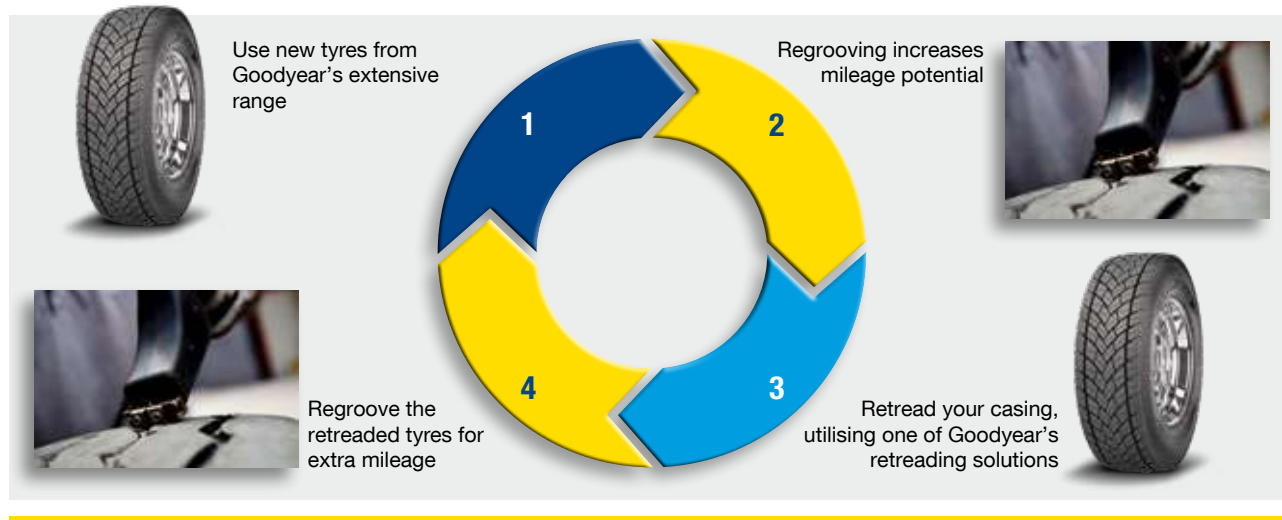 Use new tyres from
Goodyear's extensive
range
1
Regrooving increases
mileage potential
2
3
Retread your casing,
utilising one of Goodyear's
retreading solutions
4
Regroove the
retreaded tyres for
extra mileage